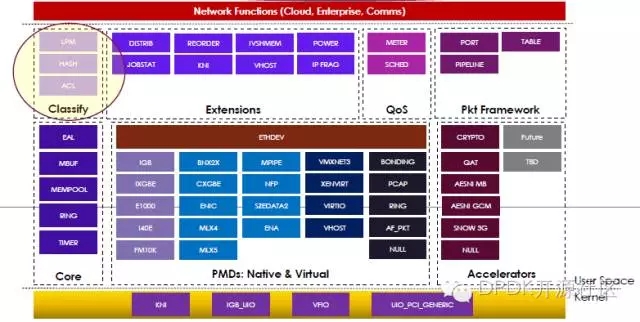 Network Functions (Cloud, Enterprise, Comms)
LPM
HASH
ACL
Classify
DISTRIB REORDER IVSHMEM POWER
JOBSTAT KNI VHOST IP FRAG
Extensions
METER
SCHED
QoS
PORT TABLE
PIPELINE
Pkt Framework
EAL
MBUF
MEMPOOL
RING
TIMER
Core
ETHDEV
IGB BNX2X MPIPE VMXNET3 BONDING
IXGBE CXGBE NFP XENVIRT PCAP
E1000 ENIC SZEDATA2 VIRTIO RING
I40E MLX4 ENA VHOST AF_PKT
FM10K MLX5 NULL
PMDs: Native & Virtual
CRYPTO Future
QAT TBD
AESNI MB
AESNI GCM
SNOW 3G
NULL
Accelerators
User Space
DPDK开源社区
Kernel
KNI IGB_UIO VFIO UIO_PCI_GENERIC